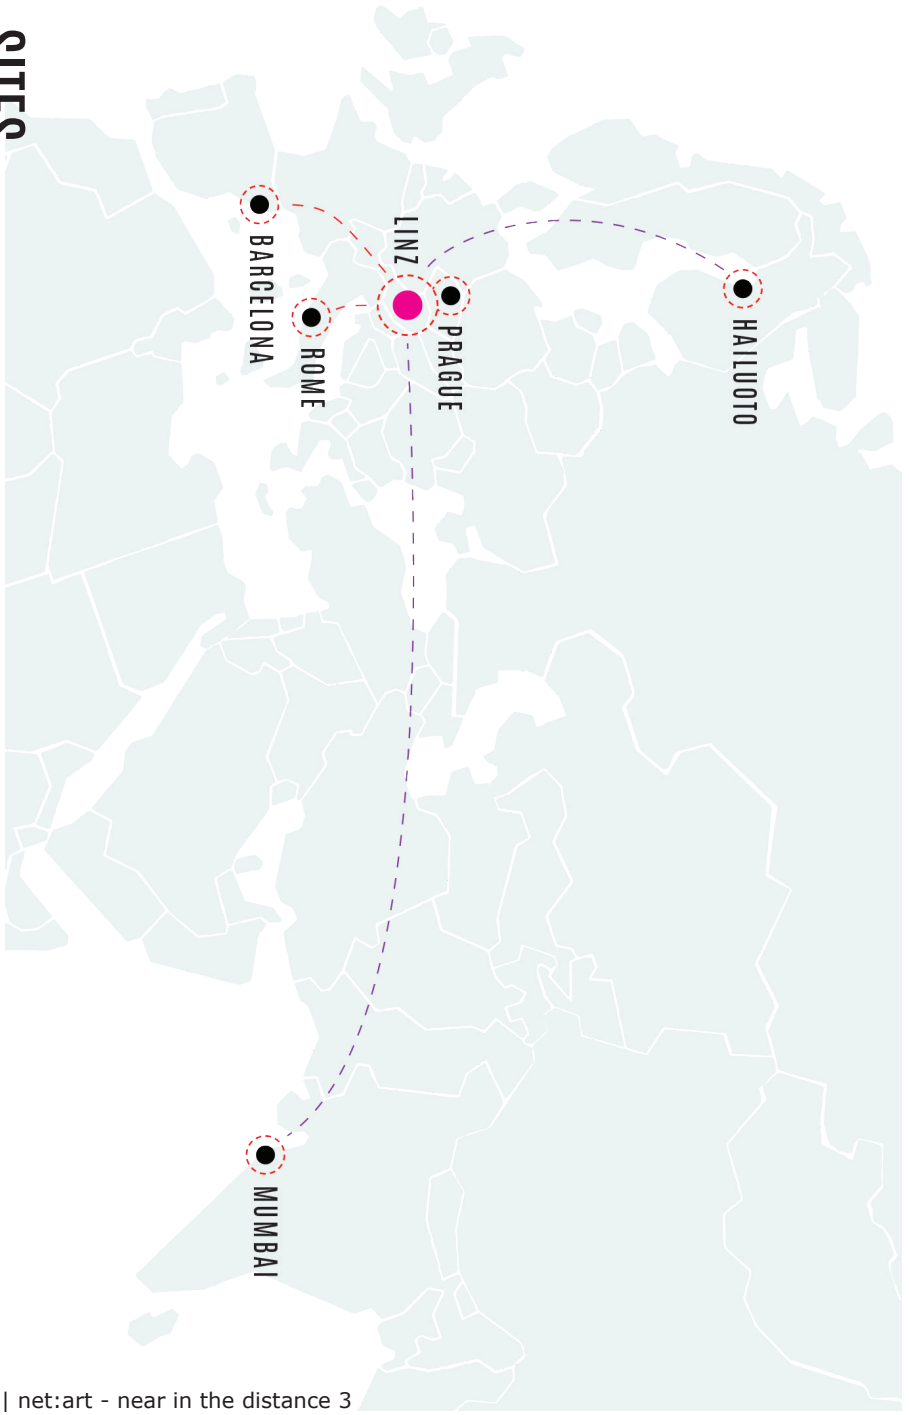 SITES
LINZ
BARCELONA
ROME
PRAGUE
HAILUOTO
MUMBAI
| net:art - near in the distance 3